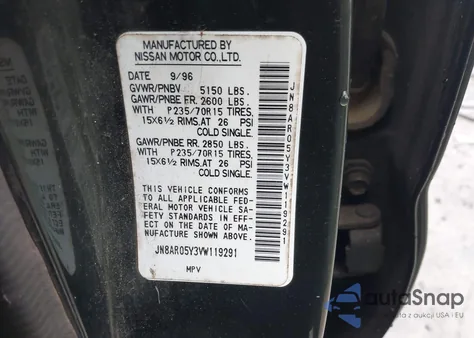 MANUFACTURED BY
NISSAN MOTOR CO.,LTD.
DATE 9/96
GVWR/PNBV 5150 LBS.
GAWR/PNBE FR. 2600 LBS.
WITH P235/70R15 TIRES,
15X6½ RIMS,AT 26 PSI
COLD SINGLE.
GAWR/PNBE RR. 2850 LBS.
WITH P235/70R15 TIRES,
15X6½ RIMS,AT 26 PSI
COLD SINGLE.
THIS VEHICLE CONFORMS
TO ALL APPLICABLE FED-
ERAL MOTOR VEHICLE SA-
FETY STANDARDS IN EFF-
ECT ON THE DATE OF MA-
NUFACTURE SHOWN ABOVE.
JN8AR05Y3VW119291
MPV
JN8AR05Y3VW119291
autoSnap
Auta z aukcji USA i EU